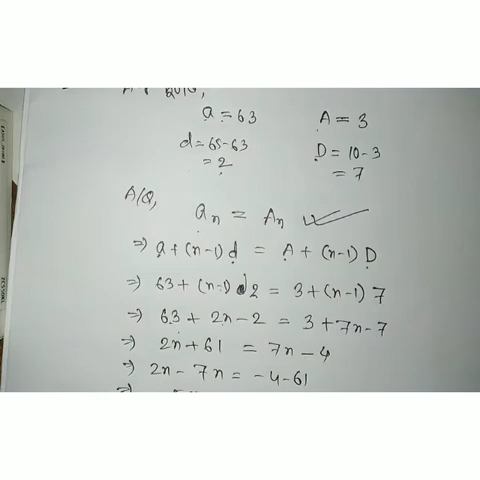 a = 63 A = 3
d = 65-63 D = 10-3
= 2 = 7
A/Q,
an = An
⇒ a+(n-1)d = A+(n-1)D
⇒ 63+(n-1)2 = 3+(n-1)7
⇒ 63+2n-2 = 3+7n-7
⇒ 2n+61 = 7n-4
⇒ 2n-7n = -4-61